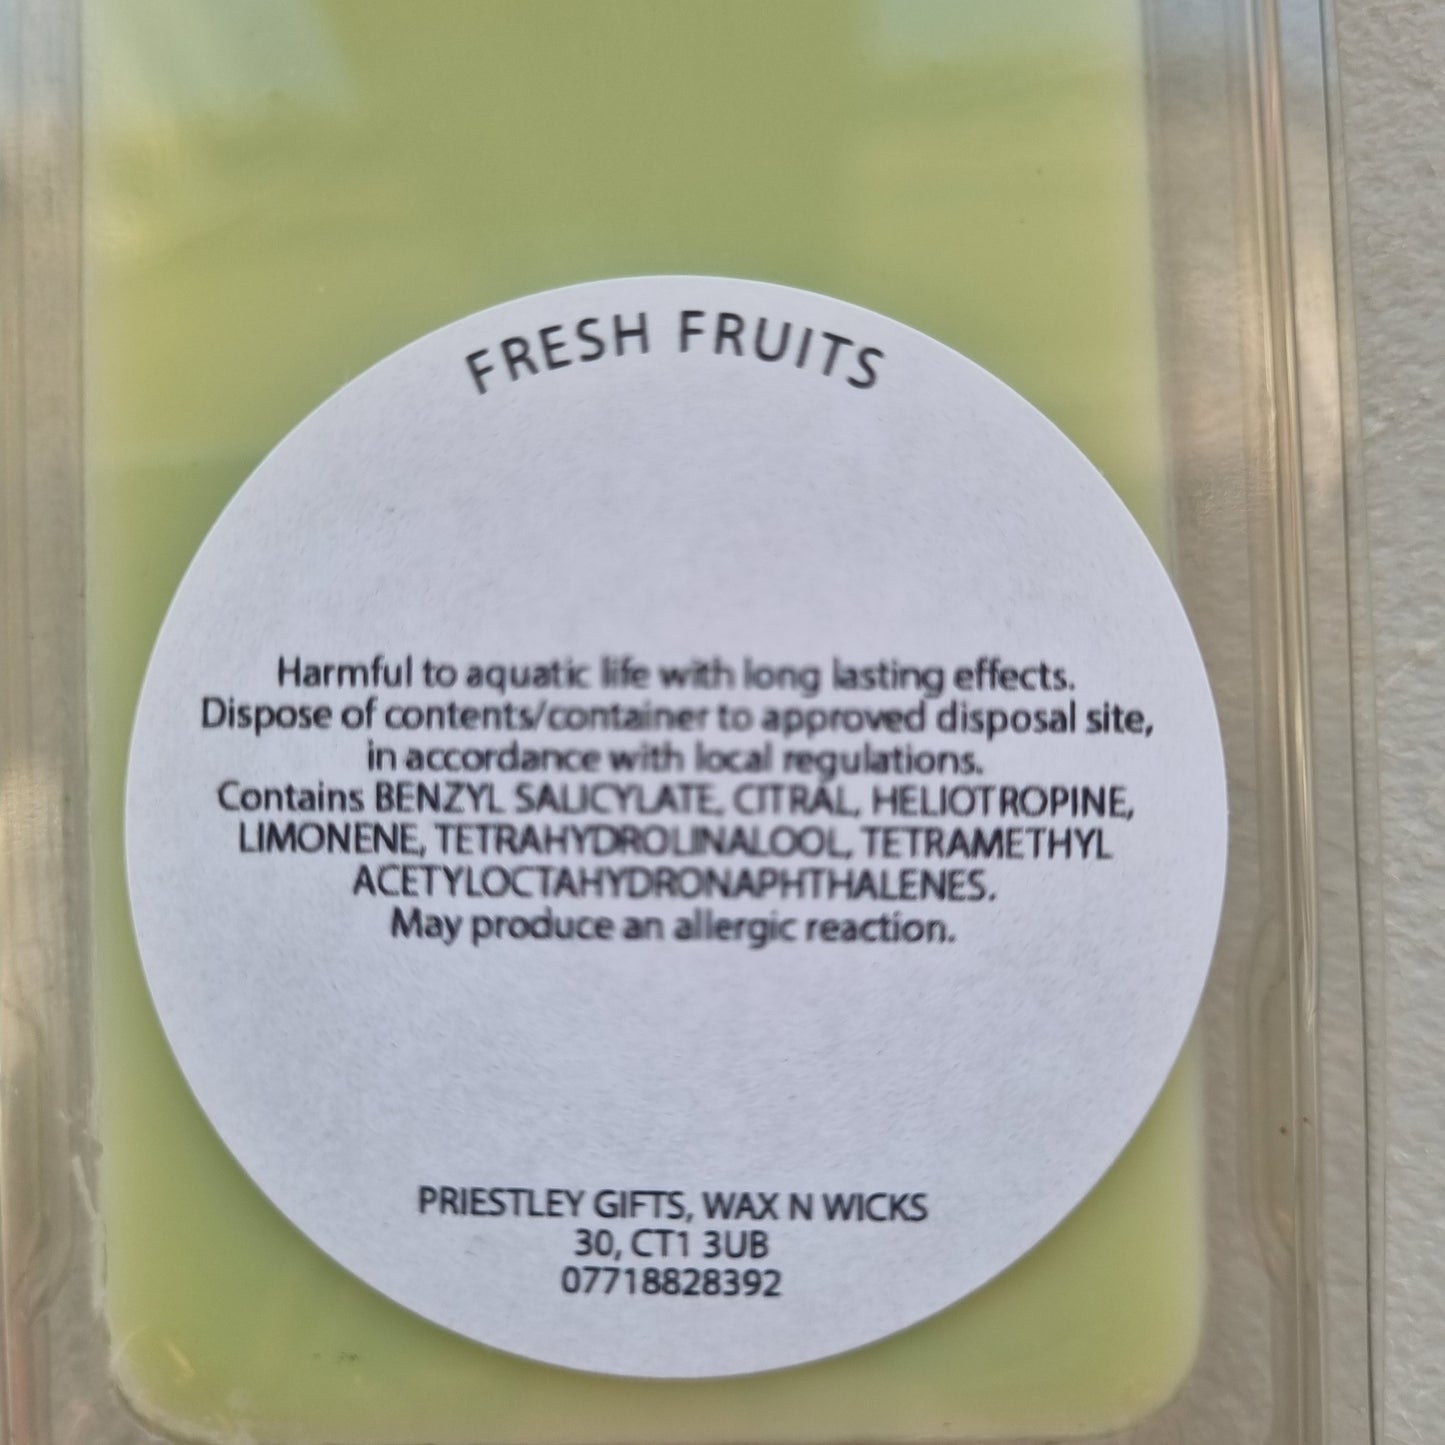 FRESH FRUITS
Harmful to aquatic life with long lasting effects.
Dispose of contents/container to approved disposal site,
in accordance with local regulations.
Contains BENZYL SALICYLATE, CITRAL, HELIOTROPINE,
LIMONENE, TETRAHYDROLINALOOL, TETRAMETHYL
ACETYLOCTAHYDRONAPHTHALENES.
May produce an allergic reaction.
PRIESTLEY GIFTS, WAX N WICKS
30, CT1 3UB
07718828392